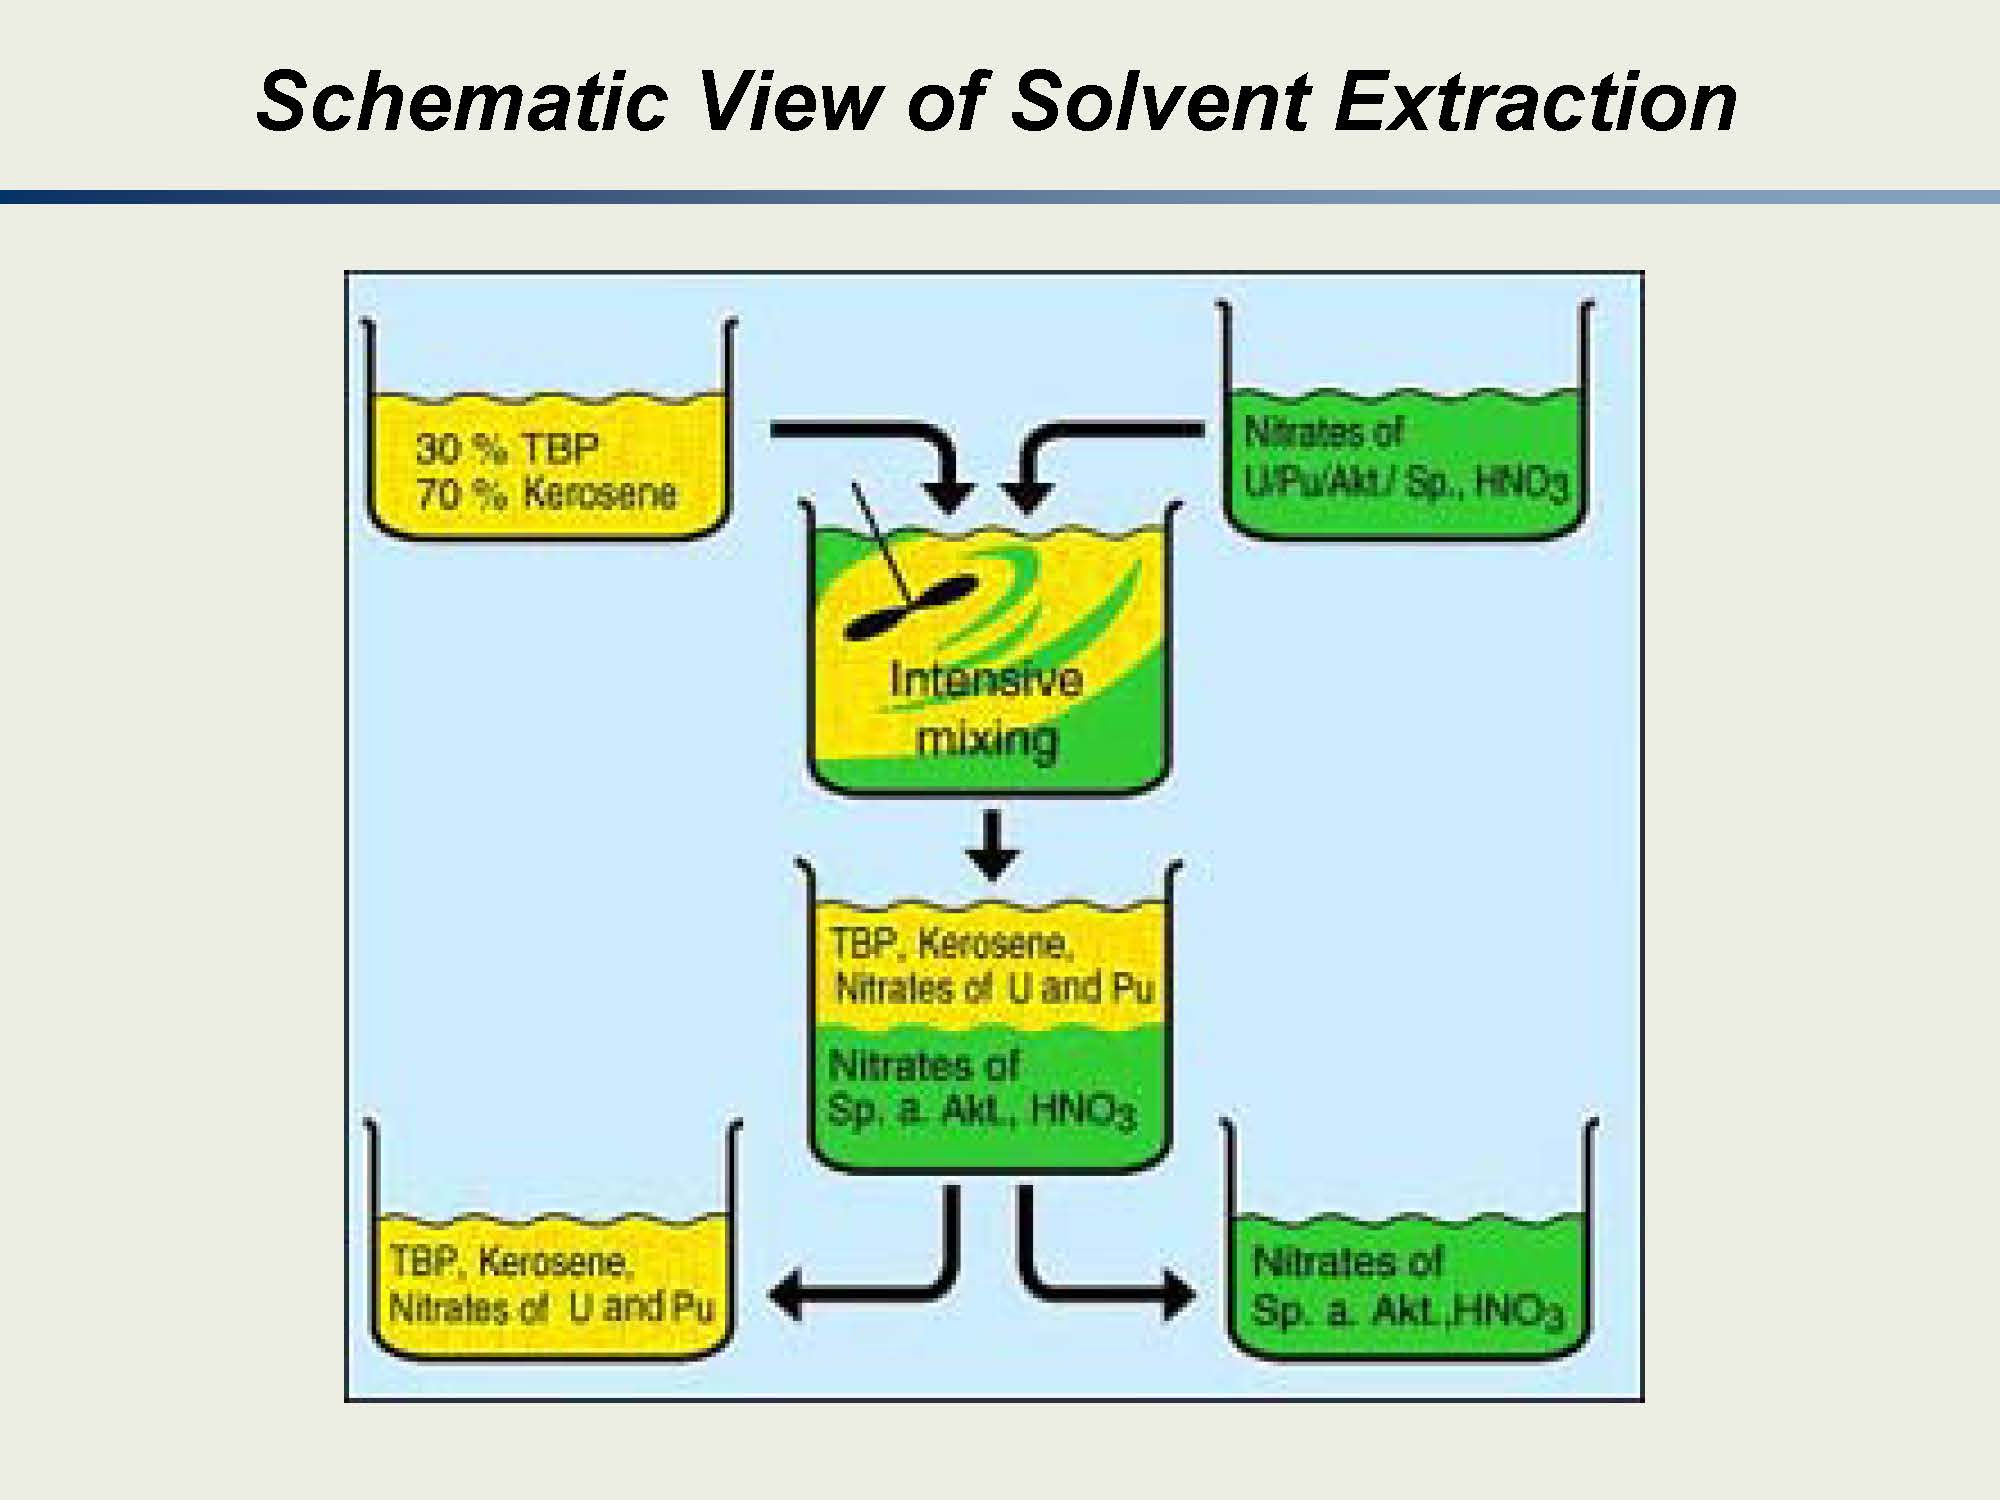 Schematic View of Solvent Extraction
30 % TBP
70 % Kerosene
Nitrates of
U/Pu/Akt./ Sp., HNO3
Intensive
mixing
TBP, Kerosene,
Nitrates of U and Pu
Nitrates of
Sp. a. Akt., HNO3
TBP, Kerosene,
Nitrates of U and Pu
Nitrates of
Sp. a. Akt.,HNO3